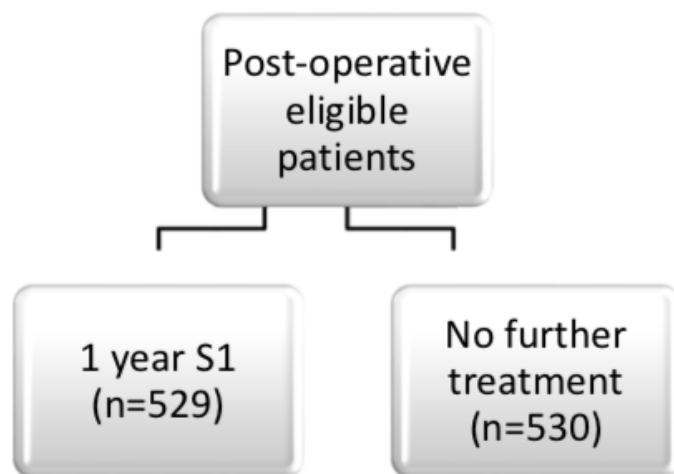 Post-operative
eligible
patients
1 year S1
(n=529)
No further
treatment
(n=530)